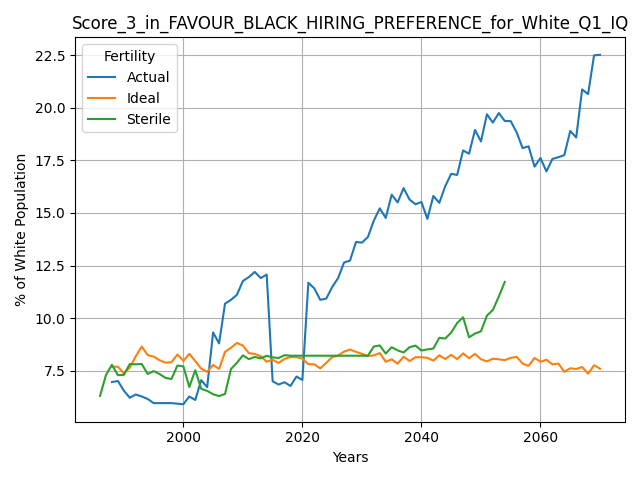 Score_3_in_FAVOUR_BLACK_HIRING_PREFERENCE_for_White_Q1_IQ
Fertility
Actual
Ideal
Sterile
22.5
20.0
17.5
15.0
12.5
10.0
7.5
% of White Population
2000
2020
2040
2060
Years